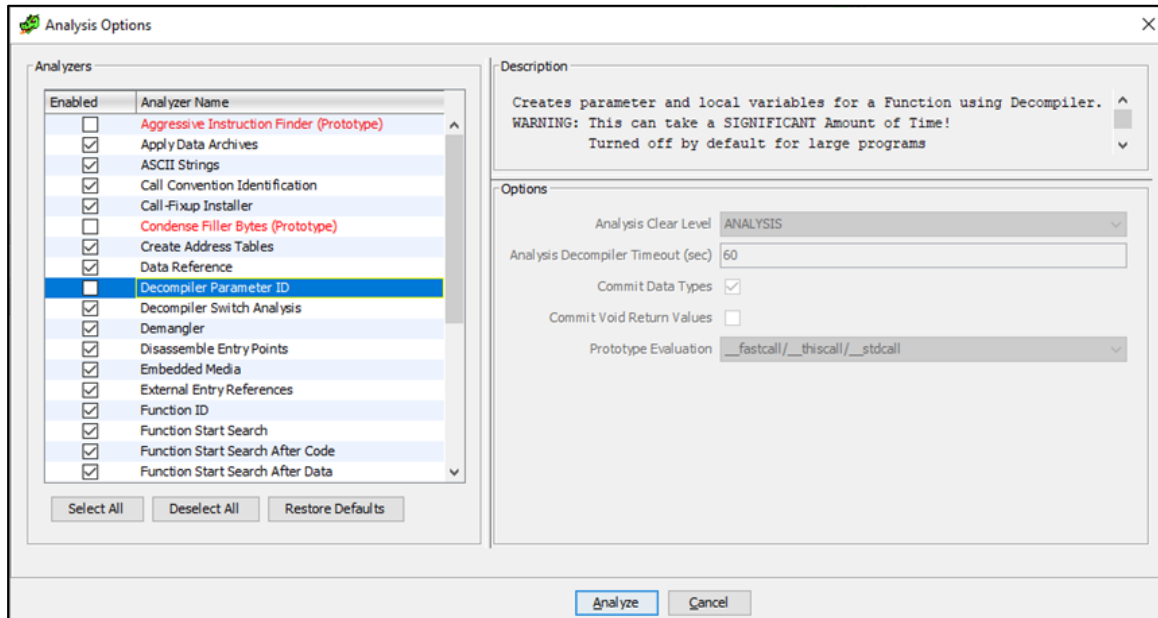 Analysis Options
Analyzers
Enabled Analyzer Name
Aggressive Instruction Finder (Prototype)
Apply Data Archives
ASCII Strings
Call Convention Identification
Call-Fixup Installer
Condense Filler Bytes (Prototype)
Create Address Tables
Data Reference
Decompiler Parameter ID
Decompiler Switch Analysis
Demangler
Disassemble Entry Points
Embedded Media
External Entry References
Function ID
Function Start Search
Function Start Search After Code
Function Start Search After Data
Select All Deselect All Restore Defaults
Description
Creates parameter and local variables for a Function using Decompiler.
WARNING: This can take a SIGNIFICANT Amount of Time!
Turned off by default for large programs
Options
Analysis Clear Level ANALYSIS
Analysis Decompiler Timeout (sec) 60
Commit Data Types
Commit Void Return Values
Prototype Evaluation __fastcall/__thiscall/__stdcall
Analyze Cancel